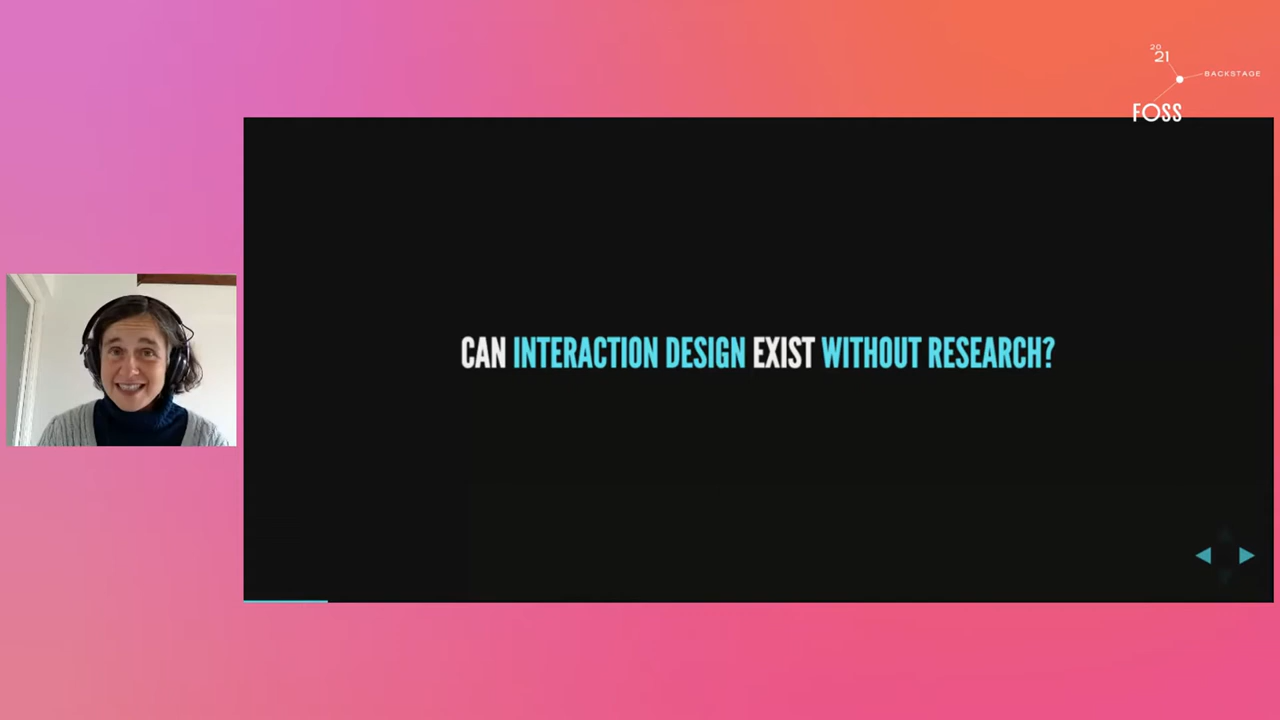 20
21
BACKSTAGE
FOSS
CAN INTERACTION DESIGN EXIST WITHOUT RESEARCH?